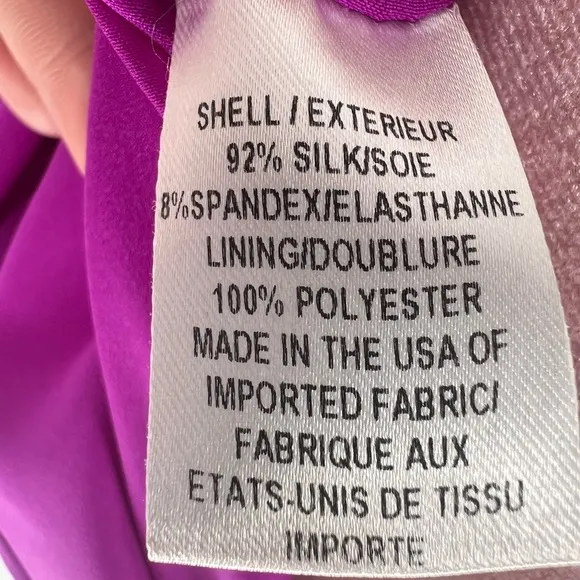 SHELL / EXTERIEUR
92% SILK/SOIE
8%SPANDEX/ELASTHANNE
LINING/DOUBLURE
100% POLYESTER
MADE IN THE USA OF
IMPORTED FABRIC/
FABRIQUE AUX
ETATS-UNIS DE TISSU
IMPORTE